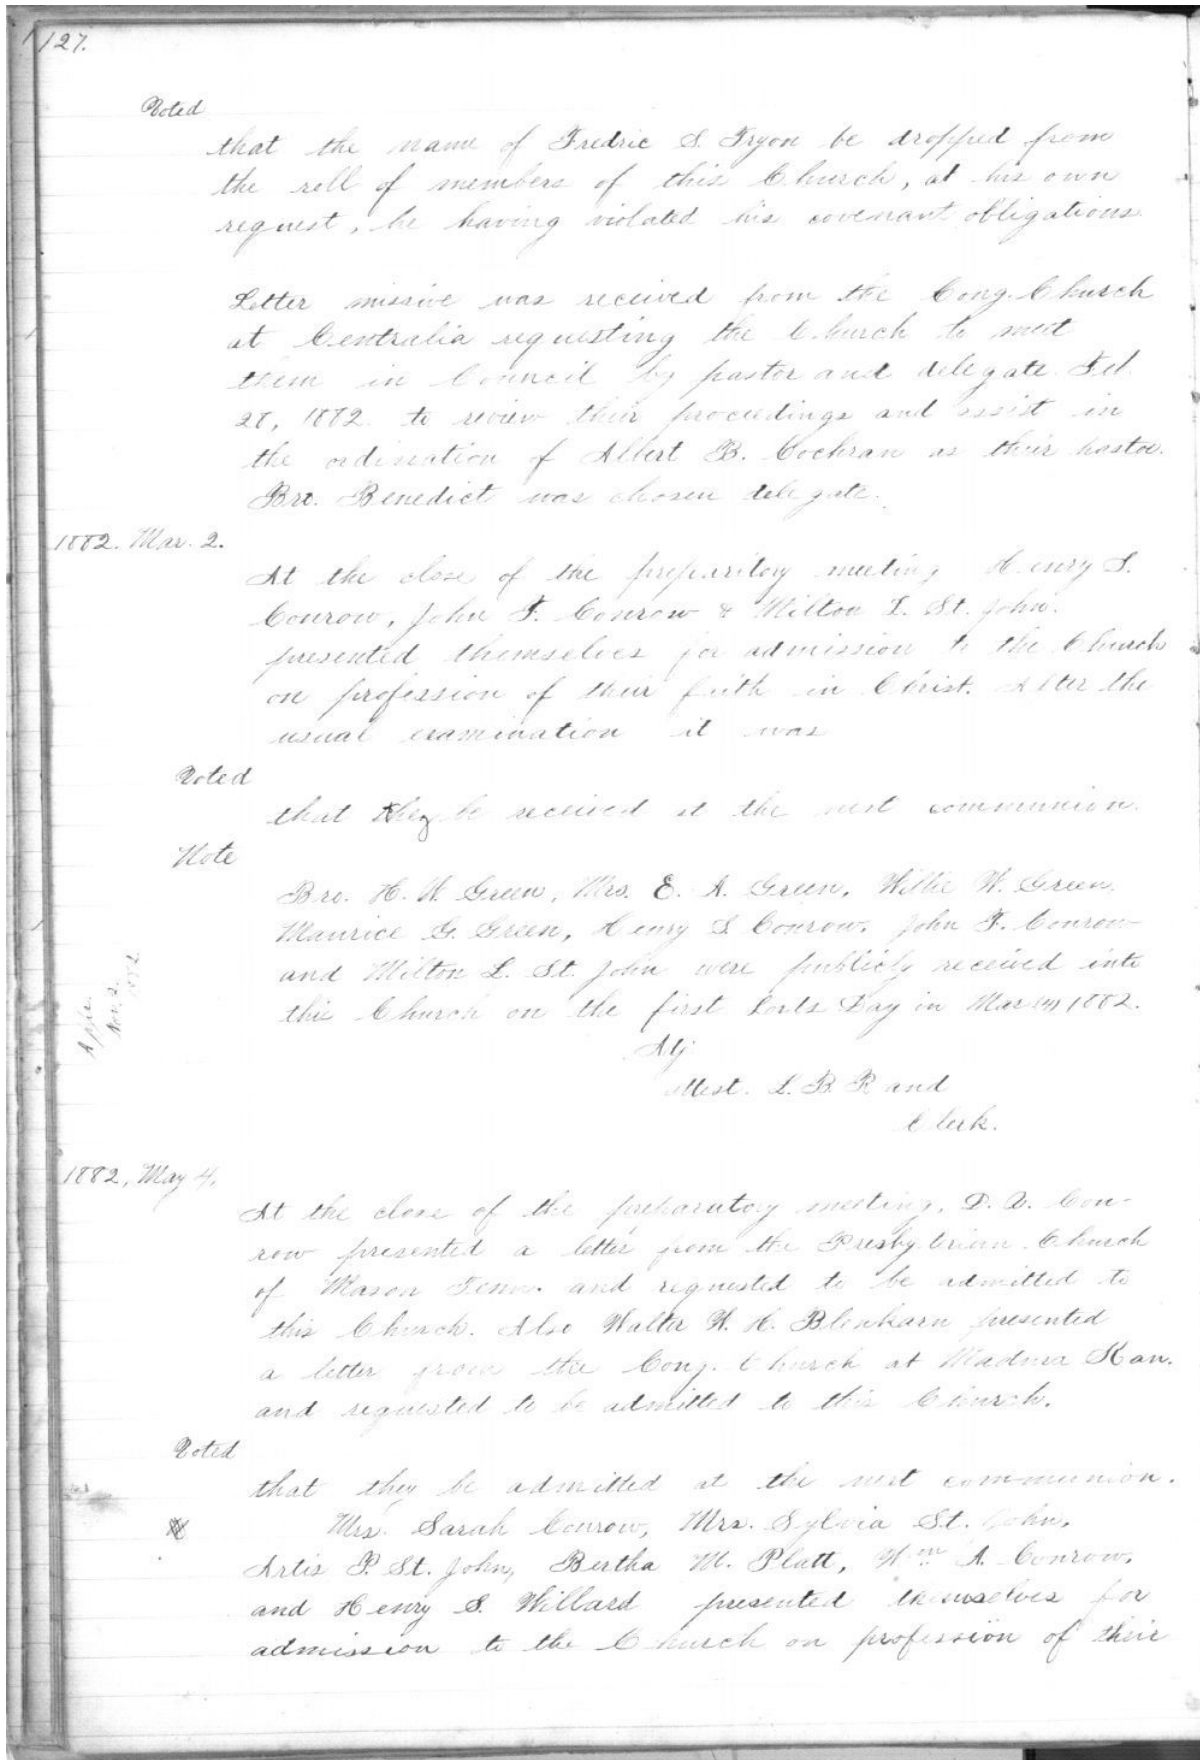 127.
Voted
that the name of Fredric S. Tryon be dropped from
the roll of members of this Church, at his own
request, he having violated his covenant obligations
Letter missive was received from the Cong. Church
at Centralia requesting the Church to meet
them in Council by pastor and delegate Feb.
28, 1882. to review their proceedings and assist in
the ordination of Albert B. Cochran as their pastor.
Bro. Benedict was chosen delegate.
1882. Mar. 2.
At the close of the preparitory meeting Henry S.
Conrow, John F. Conrow & Milton L. St. John.
presented themselves for admission to the Church
on profession of their faith in Christ. After the
usual examination it was
Voted
that they be received at the next communion.
Note
Bro. H. W. Green, Mrs. E. A. Green, Willie W. Green,
Maurice G. Green, Henry S Conrow, John F. Conrow
and Milton L. St. John were publicly received into
this Church on the first Lords Day in Mar 1882.
Adj
Attest. L. B. Rand
Clerk.
Nov. 2.
1882
1882, May 4,
At the close of the preparatory meeting, D. V. Con-
row presented a letter from the Presbyterian Church
of Mason Tenn. and requested to be admitted to
this Church. Also Walter W. H. Blenkarn presented
a letter from the Cong. Church at Madura Kan.
and requested to be admitted to this Church.
Voted
that they be admitted at the next communion.
Mrs. Sarah Conrow, Mrs. Sylvia St. John,
Artis P. St. John, Bertha M. Platt, Wm A. Conrow,
and Henry S. Willard presented themselves for
admission to the Church on profession of their